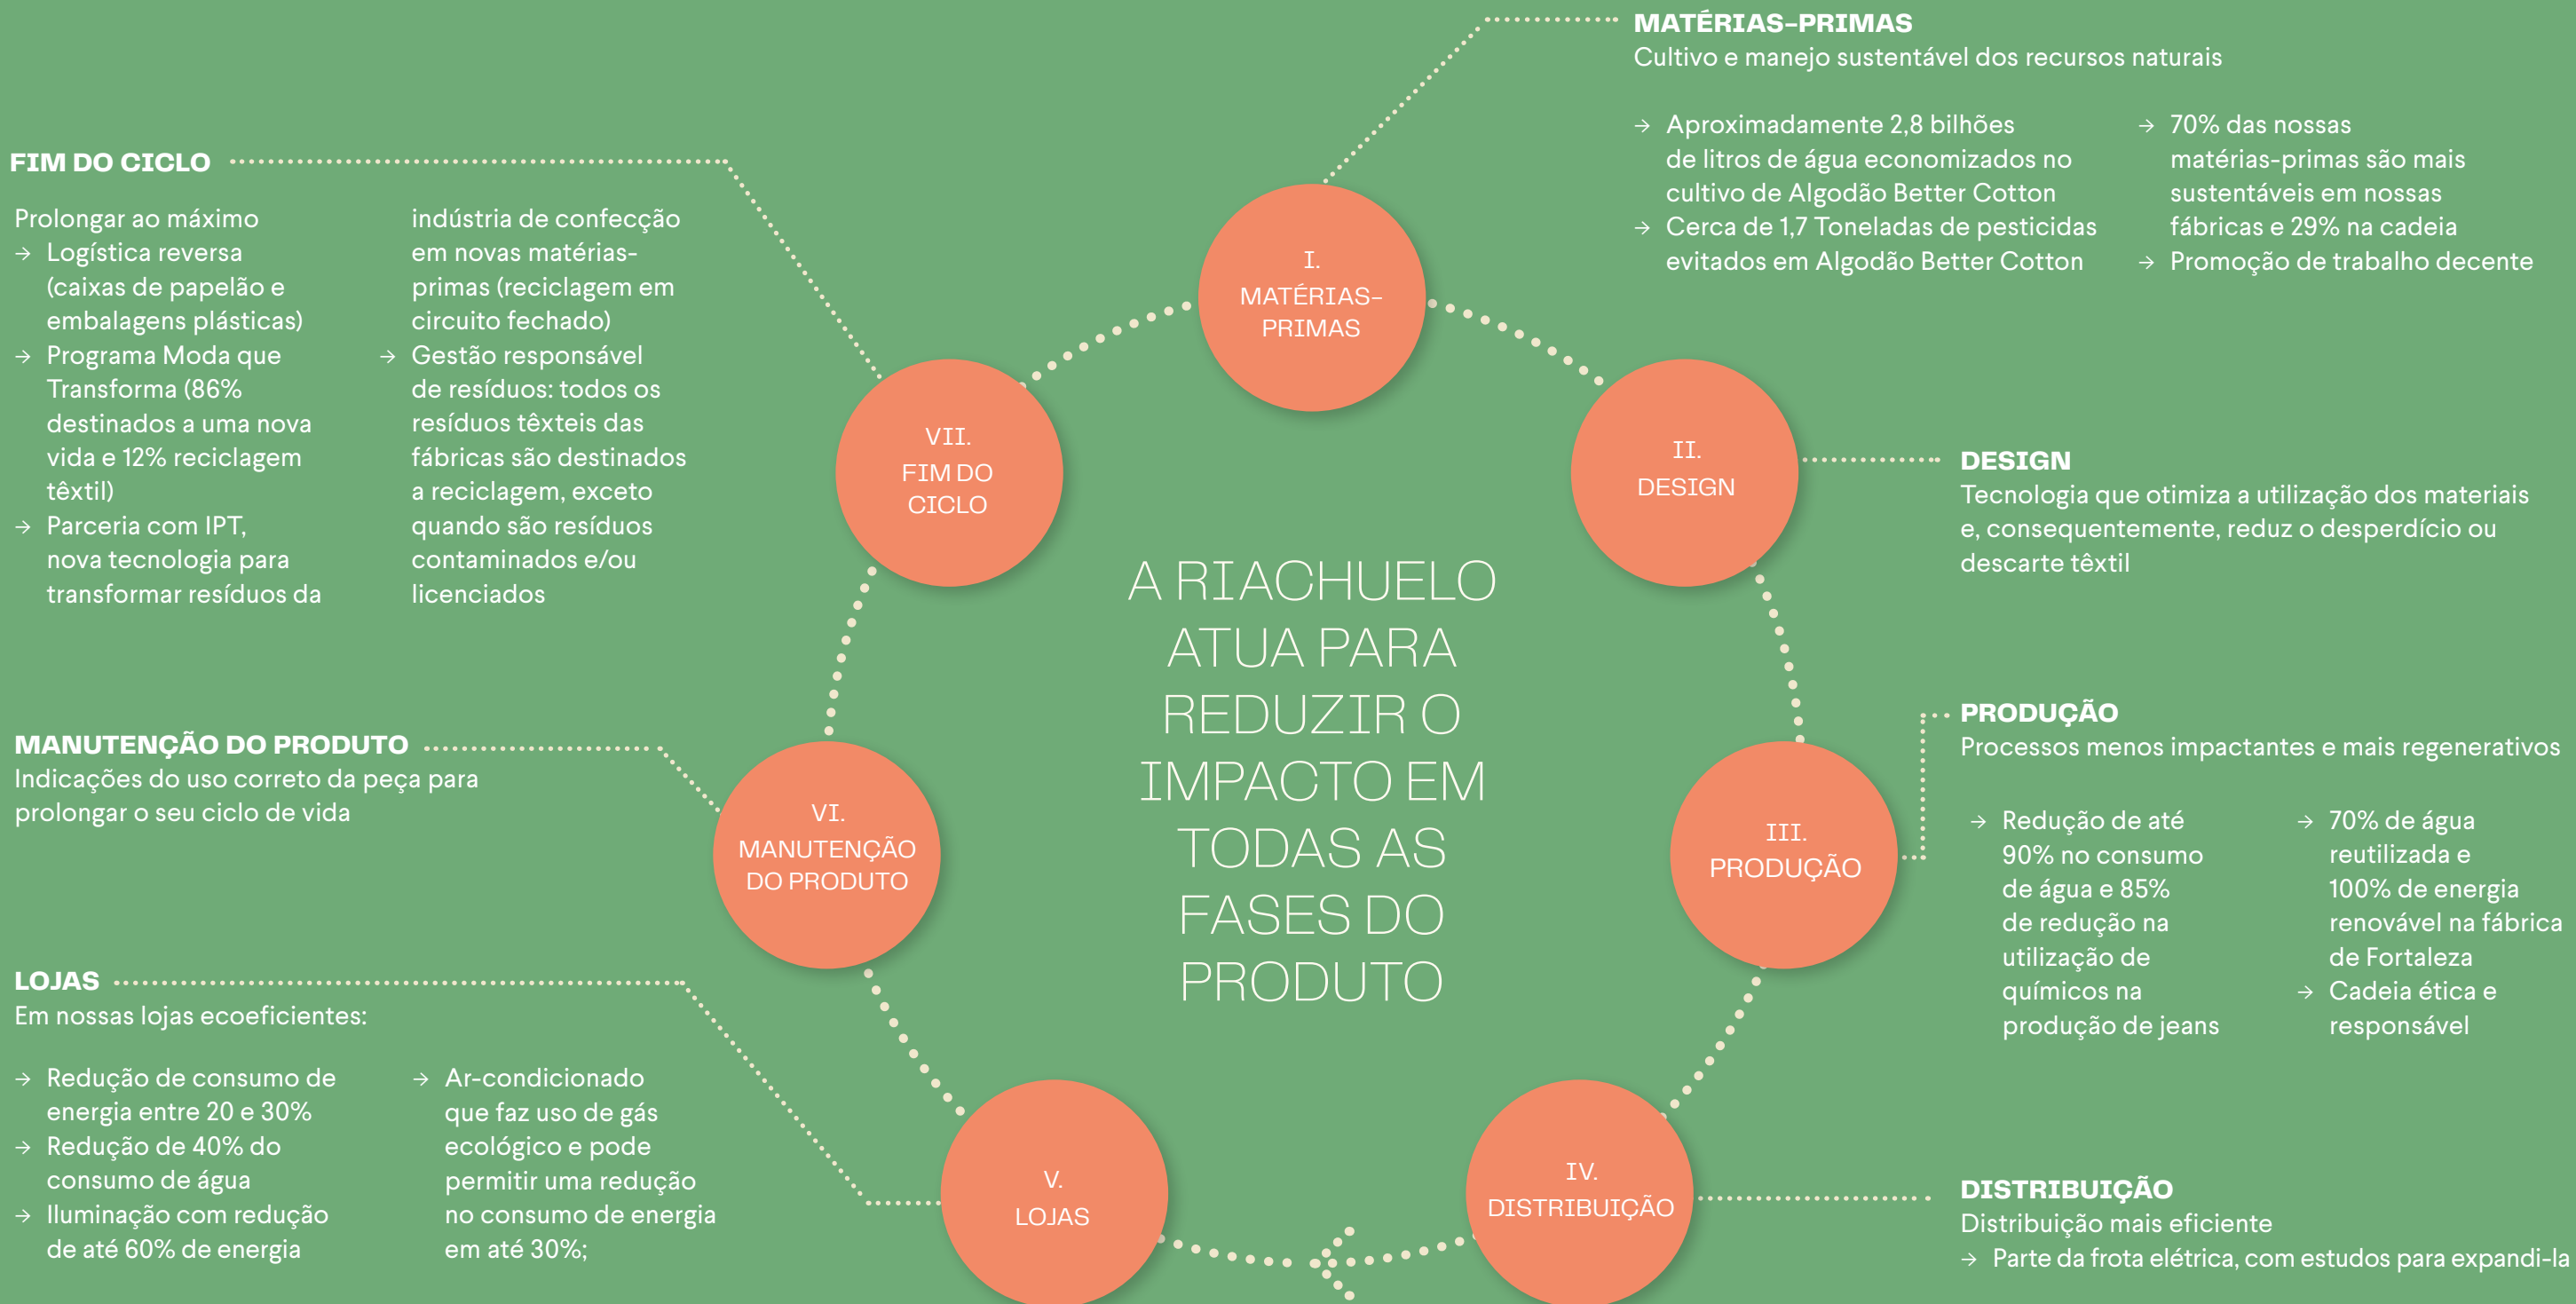 MATÉRIAS-PRIMAS
Cultivo e manejo sustentável dos recursos naturais
→ Aproximadamente 2,8 bilhões
de litros de água economizados no
cultivo de Algodão Better Cotton
→ Cerca de 1,7 Toneladas de pesticidas
evitados em Algodão Better Cotton
→ 70% das nossas
matérias-primas são mais
sustentáveis em nossas
fábricas e 29% na cadeia
→ Promoção de trabalho decente
DESIGN
Tecnologia que otimiza a utilização dos materiais
e, consequentemente, reduz o desperdício ou
descarte têxtil
PRODUÇÃO
Processos menos impactantes e mais regenerativos
→ Redução de até
90% no consumo
de água e 85%
de redução na
utilização de
químicos na
produção de jeans
→ 70% de água
reutilizada e
100% de energia
renovável na fábrica
de Fortaleza
→ Cadeia ética e
responsável
DISTRIBUIÇÃO
Distribuição mais eficiente
→ Parte da frota elétrica, com estudos para expandi-la
LOJAS
Em nossas lojas ecoeficientes:
→ Redução de consumo de
energia entre 20 e 30%
→ Redução de 40% do
consumo de água
→ Iluminação com redução
de até 60% de energia
→ Ar-condicionado
que faz uso de gás
ecológico e pode
permitir uma redução
no consumo de energia
em até 30%;
MANUTENÇÃO DO PRODUTO
Indicações do uso correto da peça para
prolongar o seu ciclo de vida
FIM DO CICLO
Prolongar ao máximo
→ Logística reversa
(caixas de papelão e
embalagens plásticas)
→ Programa Moda que
Transforma (86%
destinados a uma nova
vida e 12% reciclagem
têxtil)
→ Parceria com IPT,
nova tecnologia para
transformar resíduos da
indústria de confecção
em novas matérias-
primas (reciclagem em
circuito fechado)
→ Gestão responsável
de resíduos: todos os
resíduos têxteis das
fábricas são destinados
a reciclagem, exceto
quando são resíduos
contaminados e/ou
licenciados
I.
MATÉRIAS-
PRIMAS
II.
DESIGN
III.
PRODUÇÃO
IV.
DISTRIBUIÇÃO
V.
LOJAS
VI.
MANUTENÇÃO
DO PRODUTO
VII.
FIM DO
CICLO
A RIACHUELO
ATUA PARA
REDUZIR O
IMPACTO EM
TODAS AS
FASES DO
PRODUTO